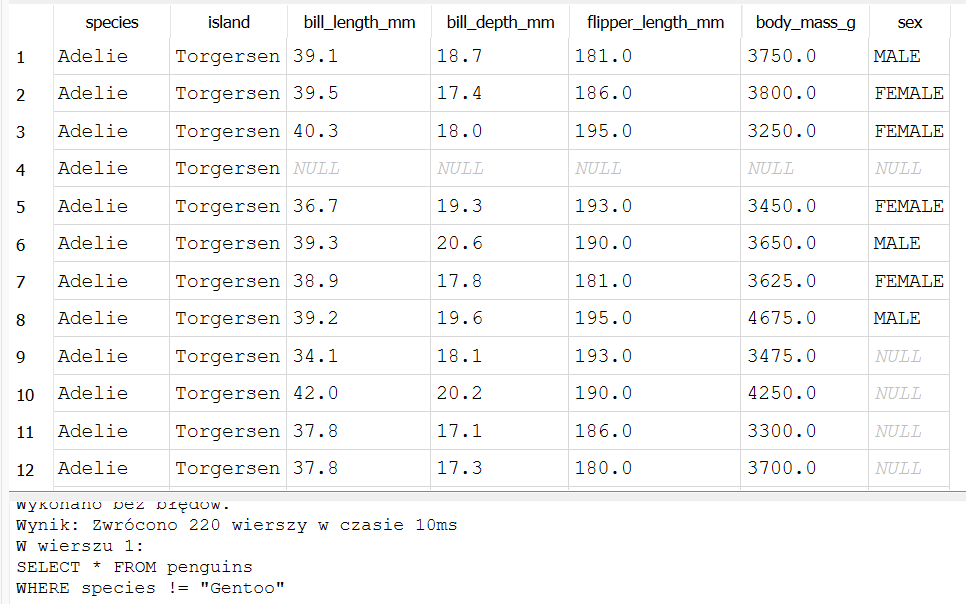 species island bill_length_mm bill_depth_mm flipper_length_mm body_mass_g sex
1 Adelie Torgersen 39.1 18.7 181.0 3750.0 MALE
2 Adelie Torgersen 39.5 17.4 186.0 3800.0 FEMALE
3 Adelie Torgersen 40.3 18.0 195.0 3250.0 FEMALE
4 Adelie Torgersen NULL NULL NULL NULL NULL
5 Adelie Torgersen 36.7 19.3 193.0 3450.0 FEMALE
6 Adelie Torgersen 39.3 20.6 190.0 3650.0 MALE
7 Adelie Torgersen 38.9 17.8 181.0 3625.0 FEMALE
8 Adelie Torgersen 39.2 19.6 195.0 4675.0 MALE
9 Adelie Torgersen 34.1 18.1 193.0 3475.0 NULL
10 Adelie Torgersen 42.0 20.2 190.0 4250.0 NULL
11 Adelie Torgersen 37.8 17.1 186.0 3300.0 NULL
12 Adelie Torgersen 37.8 17.3 180.0 3700.0 NULL
Wykonano bez błędów.
Wynik: Zwrócono 220 wierszy w czasie 10ms
W wierszu 1:
SELECT * FROM penguins
WHERE species != "Gentoo"